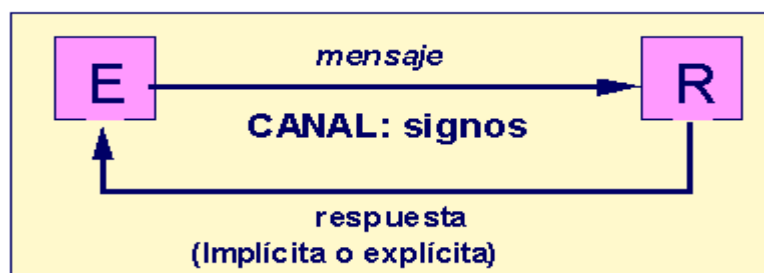 mensaje
E
R
CANAL: signos
respuesta
(Implícita o explícita)